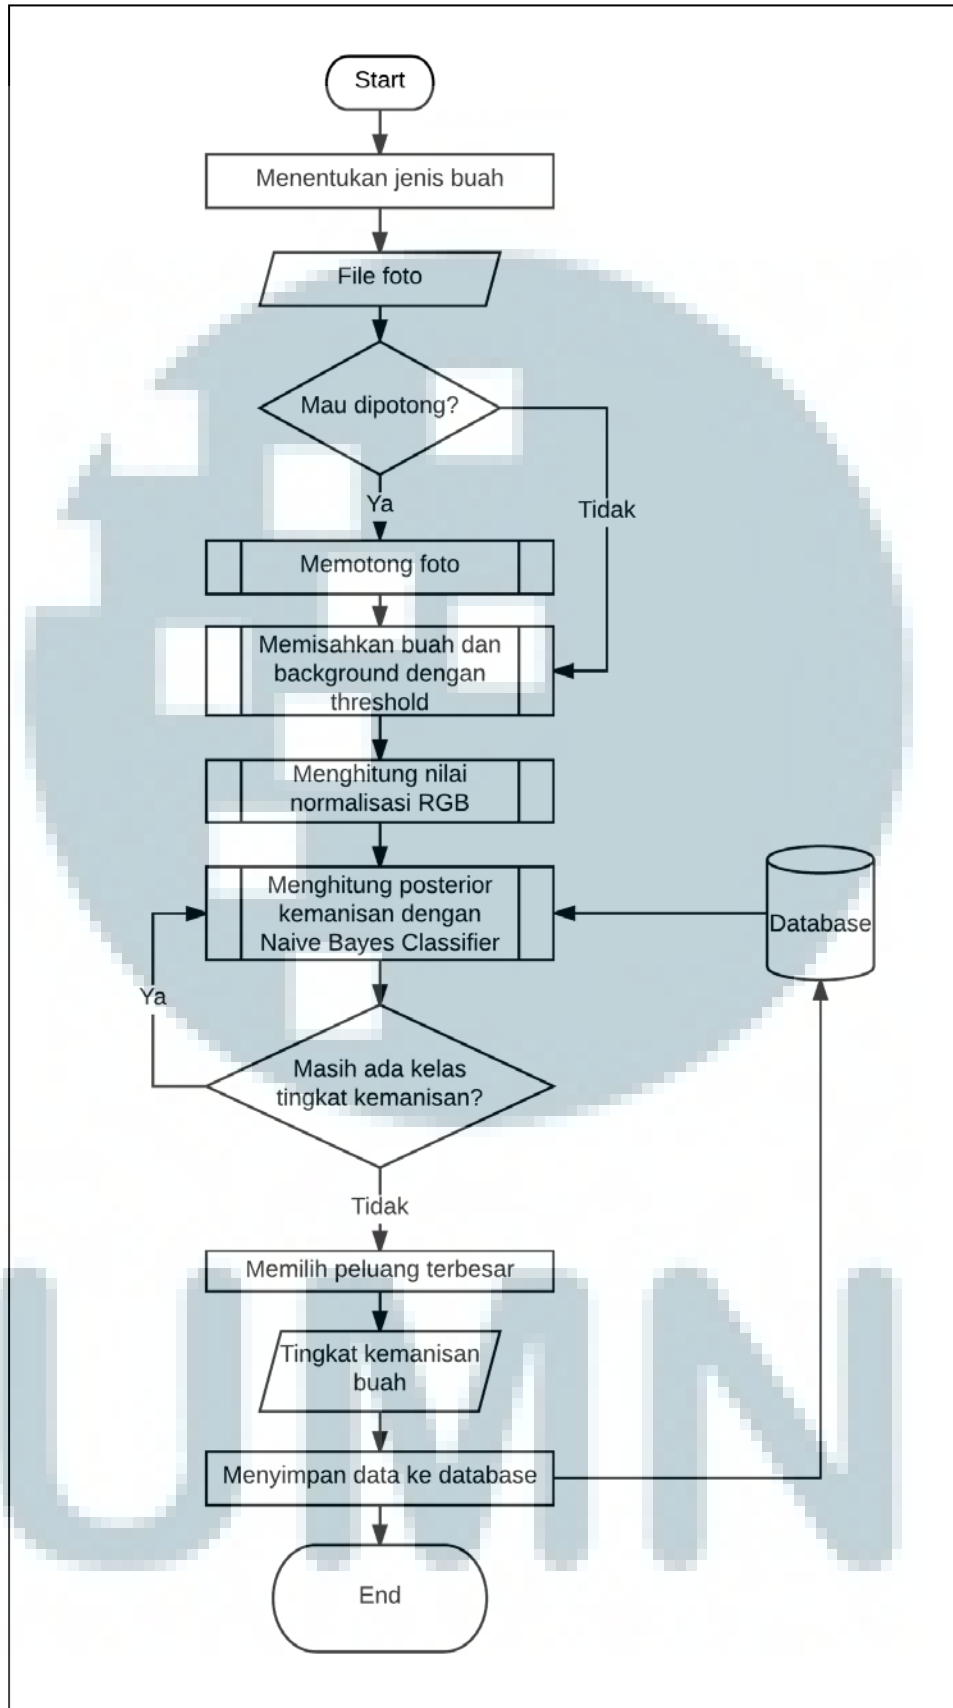 Start
Menentukan jenis buah
File foto
Mau dipotong?
Ya
Tidak
Memotong foto
Memisahkan buah dan
background dengan
threshold
Menghitung nilai
normalisasi RGB
Menghitung posterior
kemanisan dengan
Naive Bayes Classifier
Database
Ya
Masih ada kelas
tingkat kemanisan?
Tidak
Memilih peluang terbesar
Tingkat kemanisan
buah
Menyimpan data ke database
End
UMN